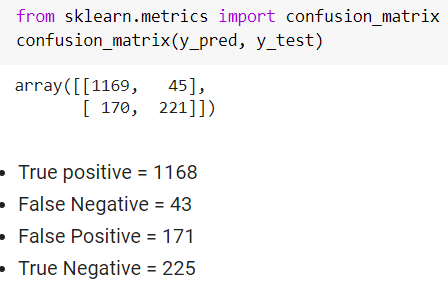 from sklearn.metrics import confusion_matrix
confusion_matrix(y_pred, y_test)
array([[1169, 45],
[ 170, 221]])
• True positive = 1168
• False Negative = 43
• False Positive = 171
• True Negative = 225